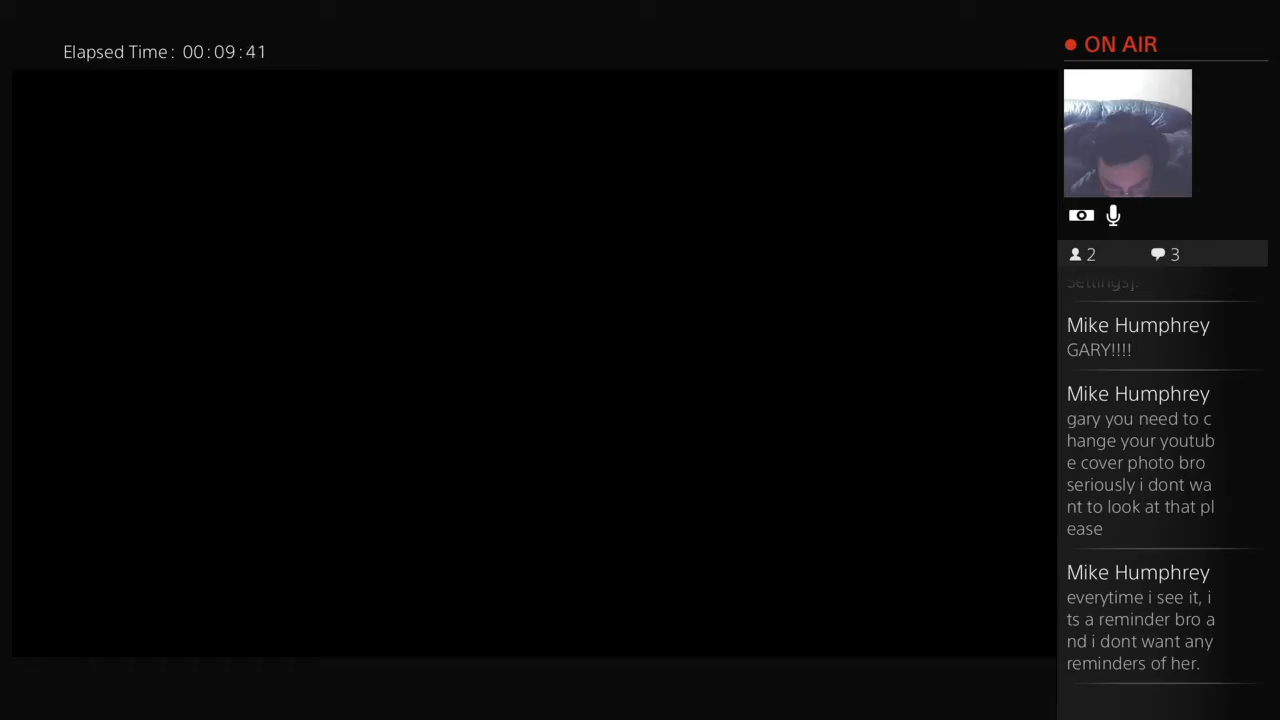 Elapsed Time: 00:09:41
ON AIR
2
3
Settings]!
Mike Humphrey
GARY!!!!
Mike Humphrey
gary you need to c
hange your youtub
e cover photo bro
seriously i dont wa
nt to look at that pl
ease
Mike Humphrey
everytime i see it, i
ts a reminder bro a
nd i dont want any
reminders of her.